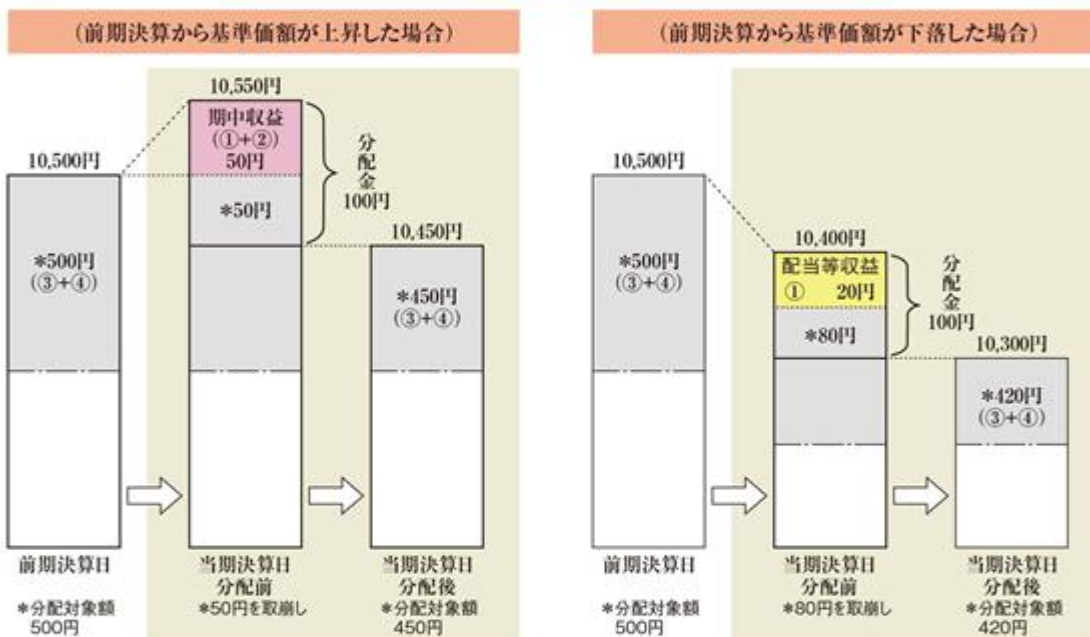 (前期決算から基準価額が上昇した場合)
10,550円
期中収益
(①+②)
50円
*50円
分配金
100円
10,500円
*500円
(③+④)
10,450円
*450円
(③+④)
前期決算日
*分配対象額
500円
当期決算日
分配前
*50円を取崩し
当期決算日
分配後
*分配対象額
450円
(前期決算から基準価額が下落した場合)
10,500円
*500円
(③+④)
10,400円
配当等収益
① 20円
*80円
分配金
100円
10,300円
*420円
(③+④)
前期決算日
*分配対象額
500円
当期決算日
分配前
*80円を取崩し
当期決算日
分配後
*分配対象額
420円